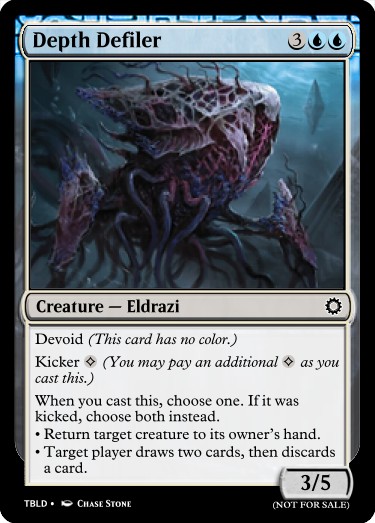 Depth Defiler 3
Creature — Eldrazi
Devoid (This card has no color.)
Kicker (You may pay an additional as you
cast this.)
When you cast this, choose one. If it was
kicked, choose both instead.
• Return target creature to its owner's hand.
• Target player draws two cards, then discards
a card.
3/5
TBLD • Chase Stone
(NOT FOR SALE)